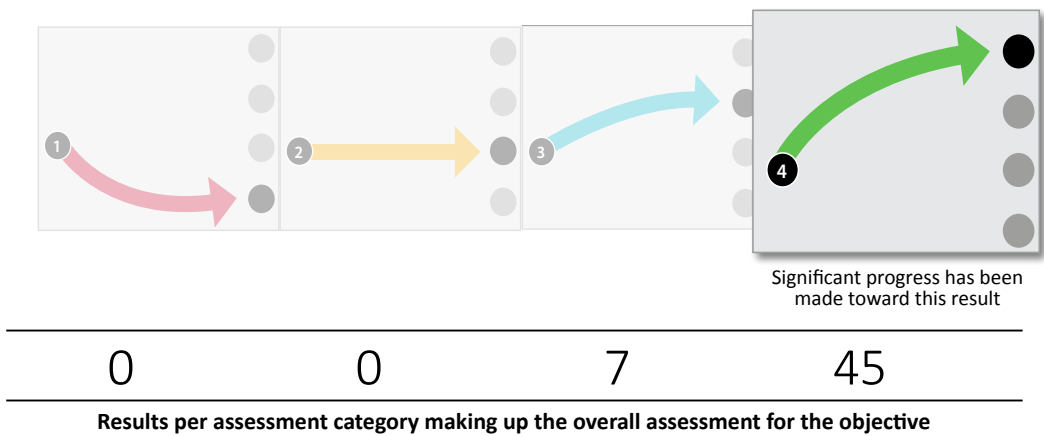 1
2
3
4
Significant progress has been
made toward this result
0 0 7 45
Results per assessment category making up the overall assessment for the objective